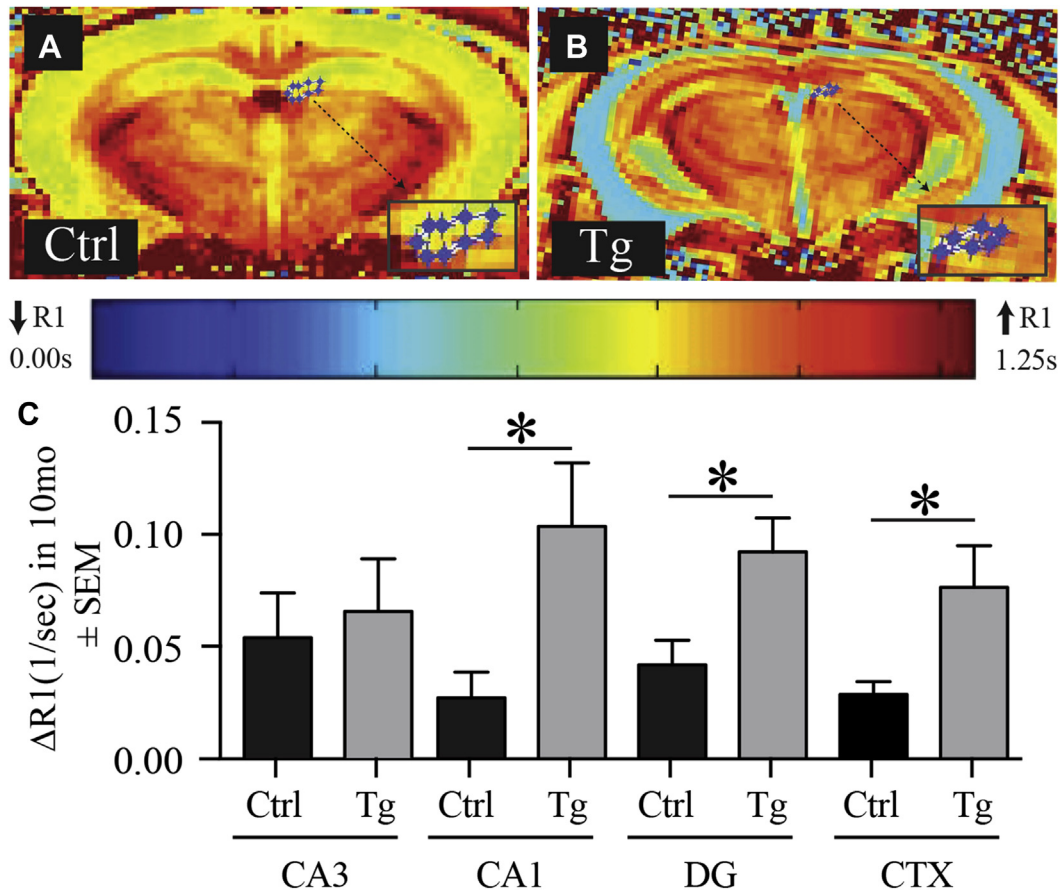 A
B
Ctrl
Tg
↓ R1
0.00s
↑ R1
1.25s
C
ΔR1(1/sec) in 10mo
± SEM
0.15
0.10
0.05
0.00
*
*
*
Ctrl Tg Ctrl Tg Ctrl Tg Ctrl Tg
CA3 CA1 DG CTX